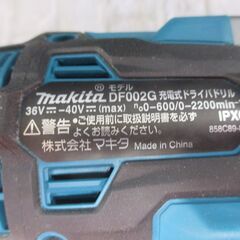 モデル
makita DF002G 充電式ドライバドリル
36V⎓-40V⎓(max) n₀0-600/0-2200min⁻
警告 ご使用前に取扱説明書を必ず
よくお読みください。
IPX
株式会社マキタ Made in China
858C89-